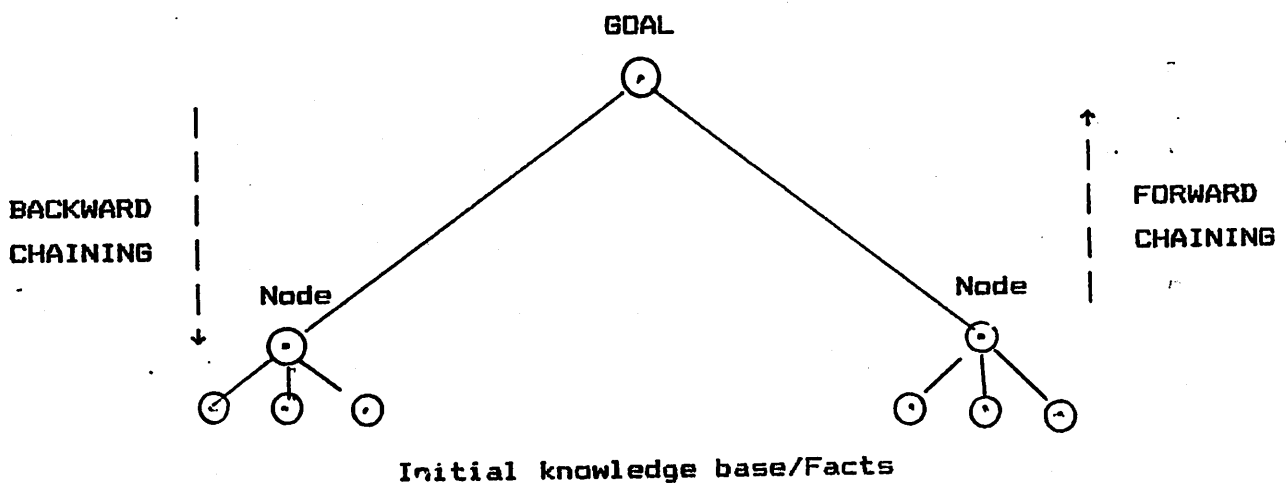 GOAL
BACKWARD
CHAINING
FORWARD
CHAINING
Node
Node
Initial knowledge base/Facts